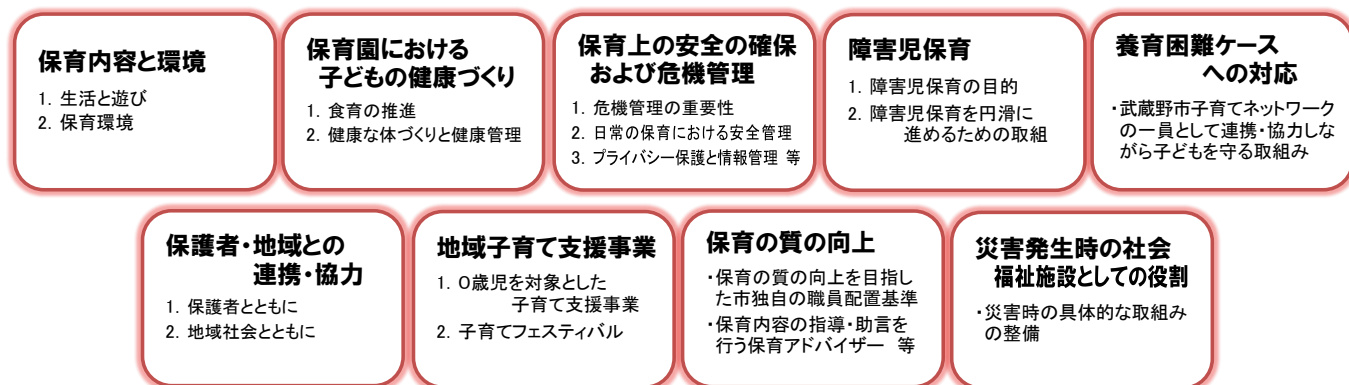 保育内容と環境
1. 生活と遊び
2. 保育環境
保育園における
子どもの健康づくり
1. 食育の推進
2. 健康な体づくりと健康管理
保育上の安全の確保
および危機管理
1. 危機管理の重要性
2. 日常の保育における安全管理
3. プライバシー保護と情報管理 等
障害児保育
1. 障害児保育の目的
2. 障害児保育を円滑に
進めるための取組
養育困難ケース
への対応
・武蔵野市子育てネットワーク
の一員として連携・協力しな
がら子どもを守る取組み
保護者・地域との
連携・協力
1. 保護者とともに
2. 地域社会とともに
地域子育て支援事業
1. 0歳児を対象とした
子育て支援事業
2. 子育てフェスティバル
保育の質の向上
・保育の質の向上を目指し
た市独自の職員配置基準
・保育内容の指導・助言を
行う保育アドバイザー 等
災害発生時の社会
福祉施設としての役割
・災害時の具体的な取組み
の整備